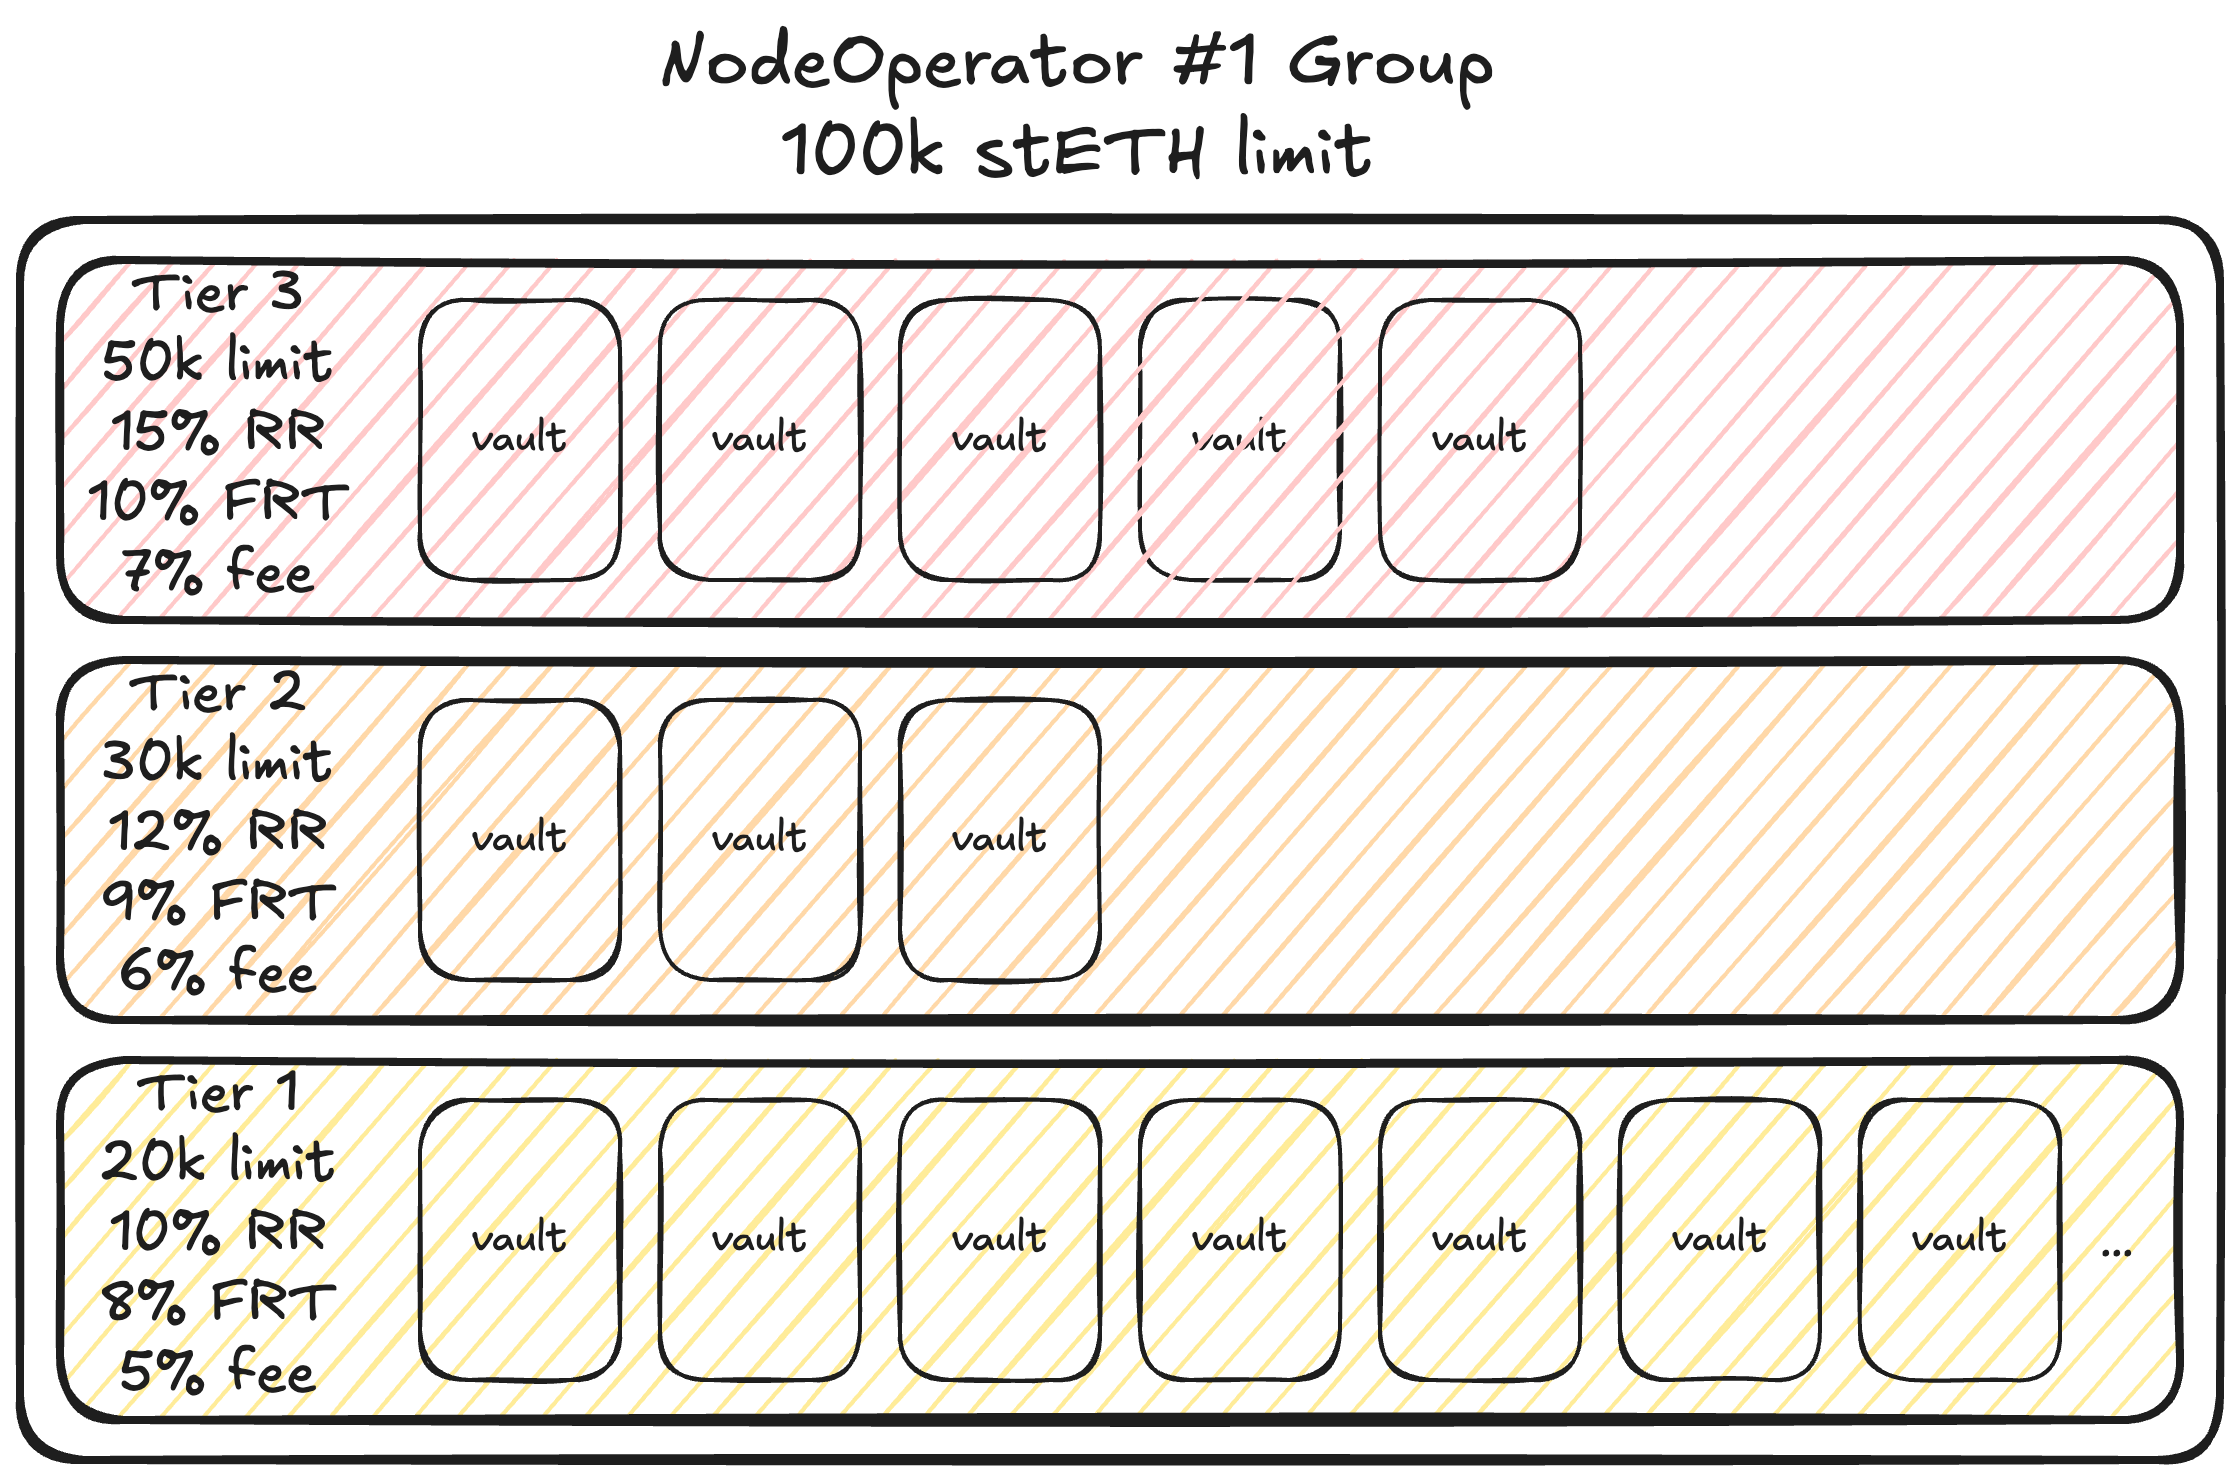 NodeOperator #1 Group
100k stETH limit
Tier 3
50k limit
15% RR
10% FRT
7% fee
vault vault vault vault vault
Tier 2
30k limit
12% RR
9% FRT
6% fee
vault vault vault
Tier 1
20k limit
10% RR
8% FRT
5% fee
vault vault vault vault vault vault vault ...